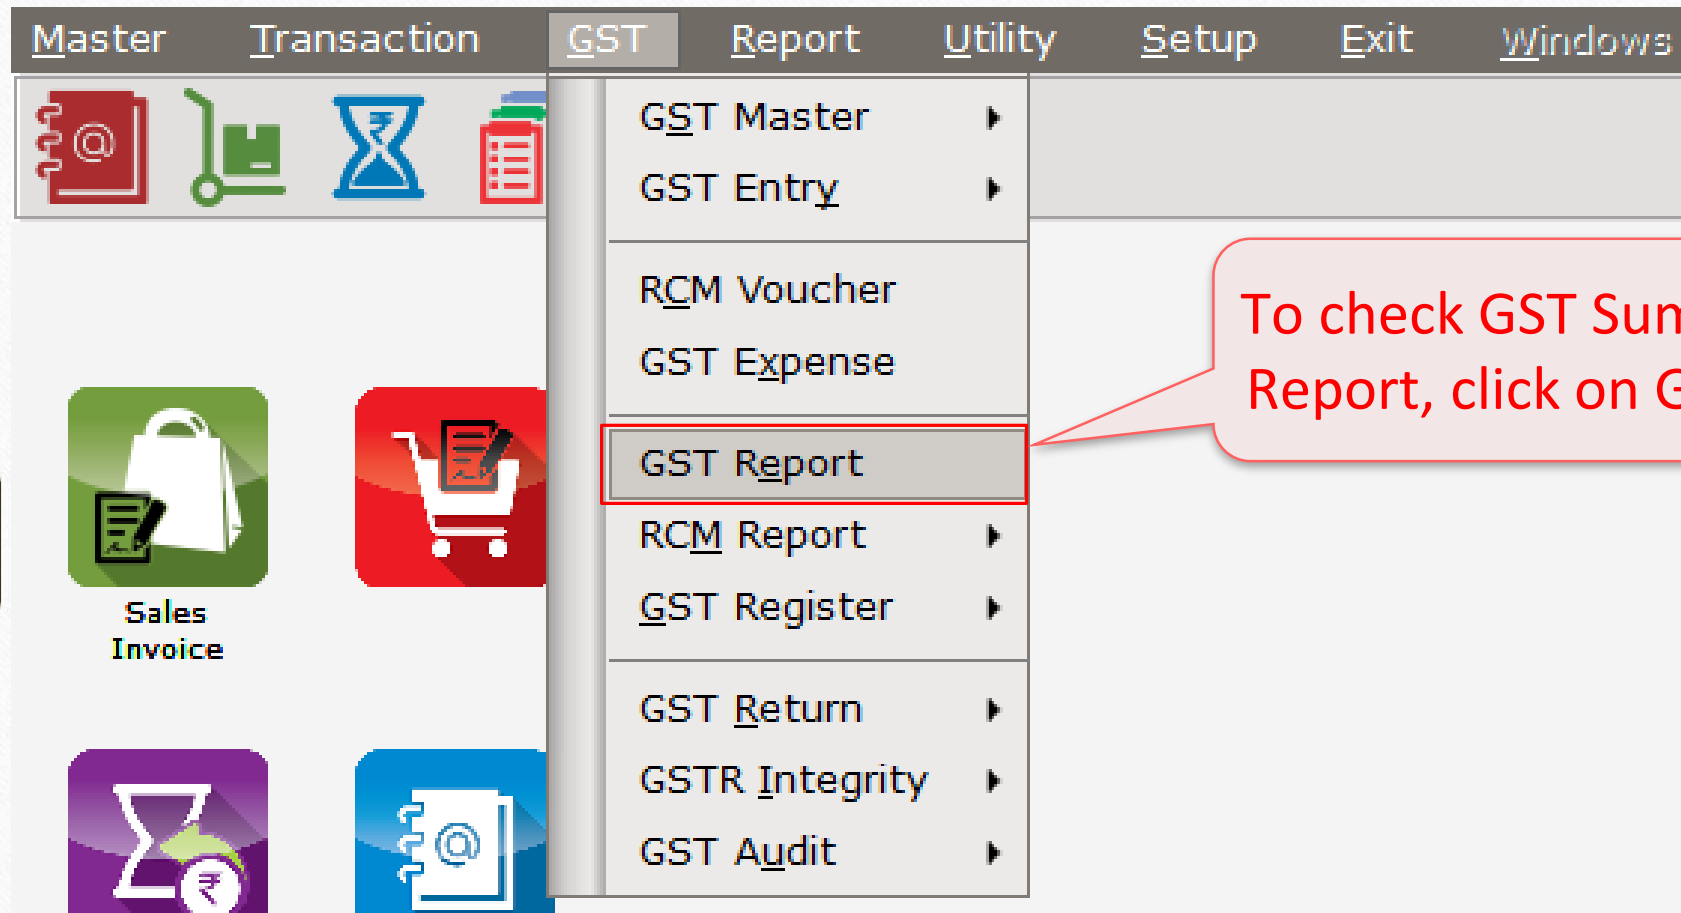 Master Transaction GST Report Utility Setup Exit Windows
GST Master
GST Entry
RCM Voucher
GST Expense
To check GST
Report, click on
GST Report
RCM Report
GST Register
Sales
Invoice
GST Return
GSTR Integrity
GST Audit